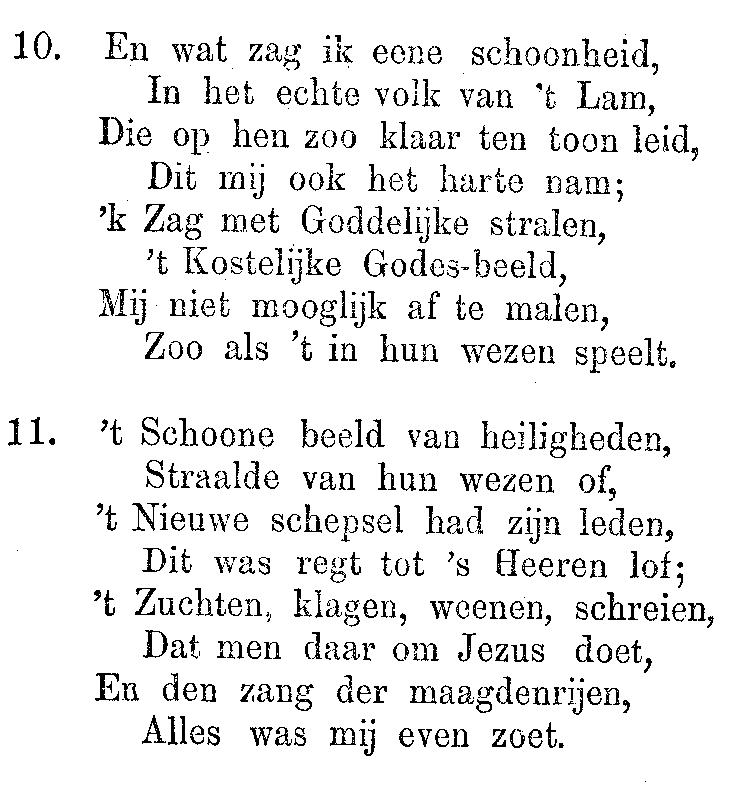 10. En wat zag ik eene schoonheid,
In het echte volk van 't Lam,
Die op hen zoo klaar ten toon leid,
Dit mij ook het harte nam;
'k Zag met Goddelijke stralen,
't Kostelijke Godes-beeld,
Mij niet mooglijk af te malen,
Zoo als 't in hun wezen speelt.
11. 't Schoone beeld van heiligheden,
Straalde van hun wezen of,
't Nieuwe schepsel had zijn leden,
Dit was regt tot 's Heeren lof;
't Zuchten, klagen, weenen, schreien,
Dat men daar om Jezus doet,
En den zang der maagdenrijen,
Alles was mij even zoet.